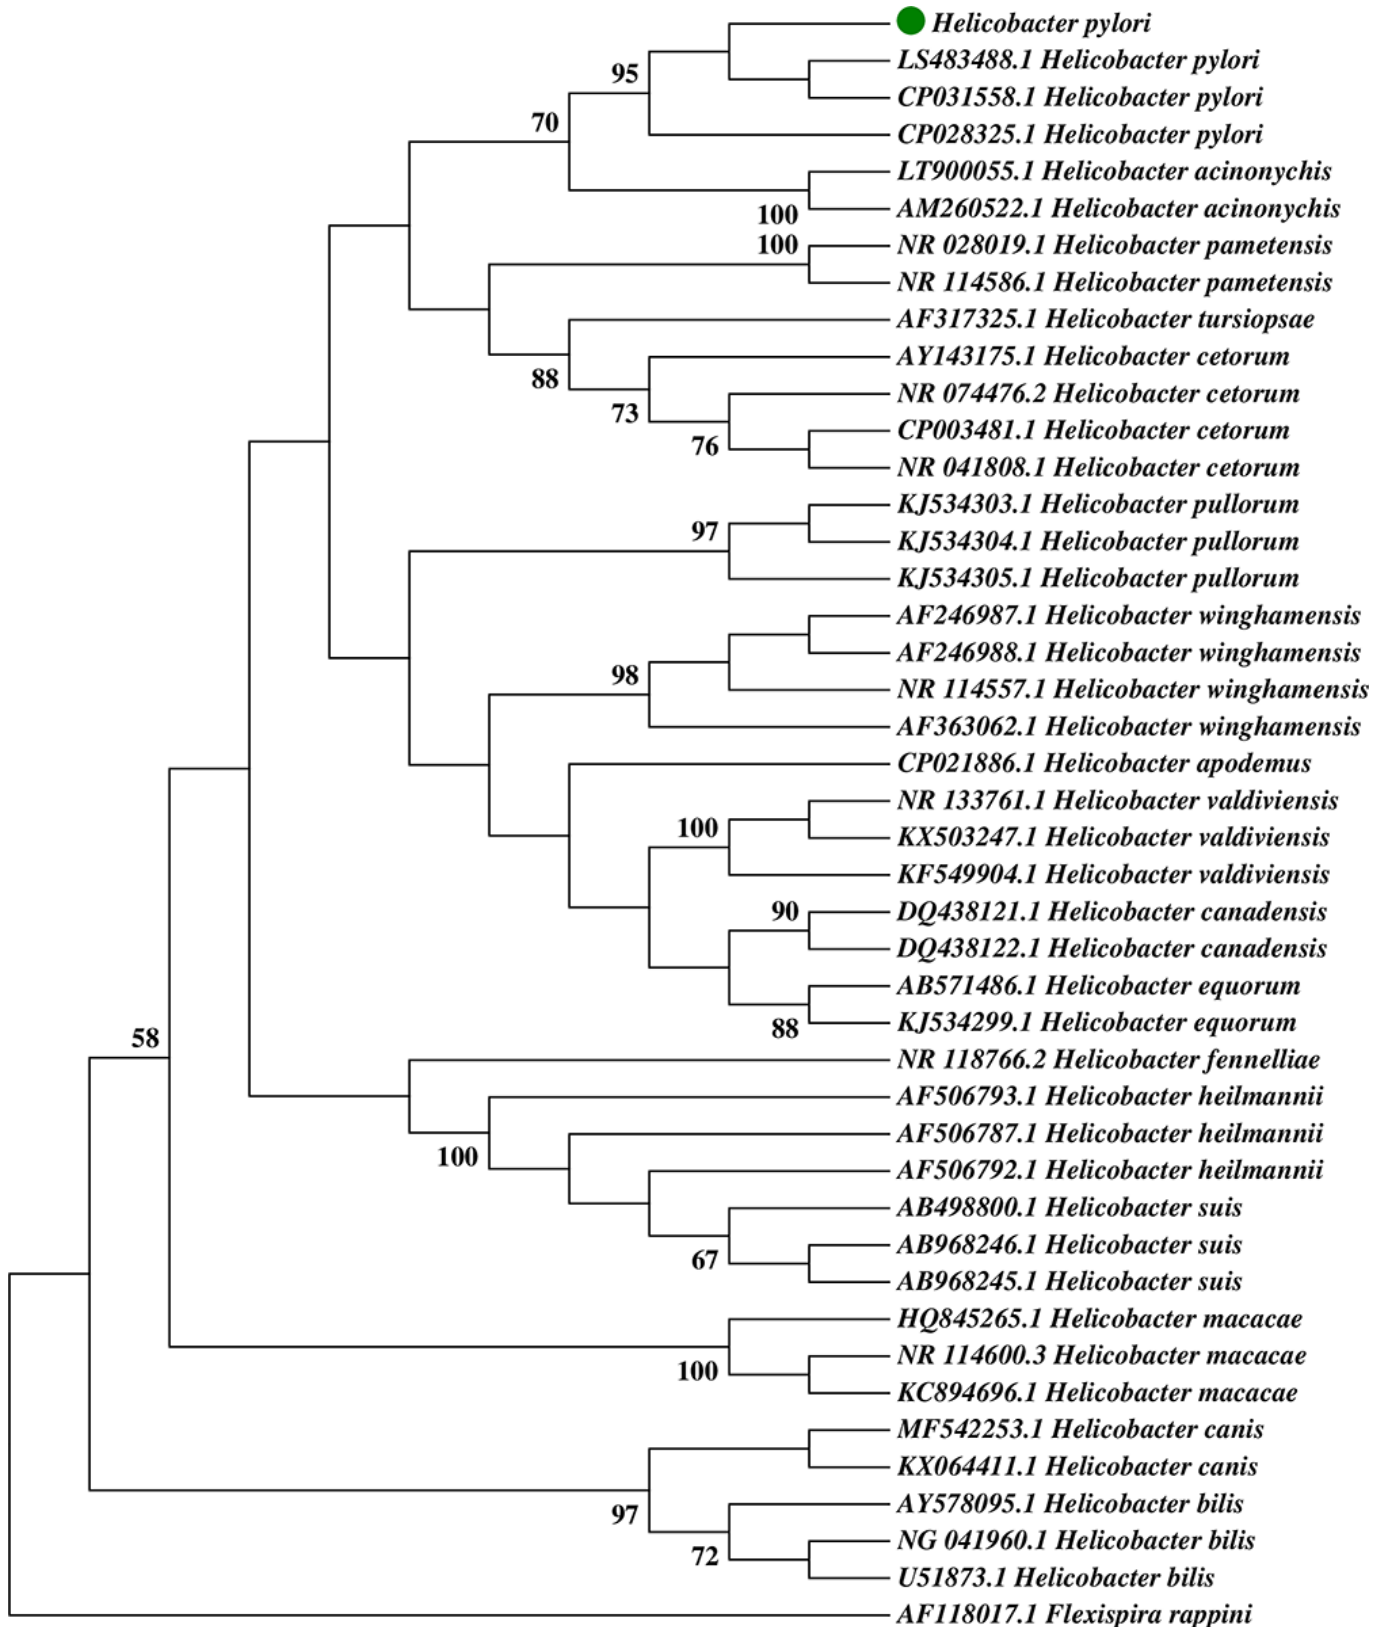 Helicobacter pylori
LS483488.1 Helicobacter pylori
95
CP031558.1 Helicobacter pylori
70
CP028325.1 Helicobacter pylori
LT900055.1 Helicobacter acinonychis
AM260522.1 Helicobacter acinonychis
100
100
NR 028019.1 Helicobacter pametensis
NR 114586.1 Helicobacter pametensis
AF317325.1 Helicobacter tursiopsae
AY143175.1 Helicobacter cetorum
88
NR 074476.2 Helicobacter cetorum
73
CP003481.1 Helicobacter cetorum
76
NR 041808.1 Helicobacter cetorum
KJ534303.1 Helicobacter pullorum
97
KJ534304.1 Helicobacter pullorum
KJ534305.1 Helicobacter pullorum
AF246987.1 Helicobacter winghamensis
AF246988.1 Helicobacter winghamensis
98
NR 114557.1 Helicobacter winghamensis
AF363062.1 Helicobacter winghamensis
CP021886.1 Helicobacter apodemus
NR 133761.1 Helicobacter valdiviensis
100
KX503247.1 Helicobacter valdiviensis
KF549904.1 Helicobacter valdiviensis
90
DQ438121.1 Helicobacter canadensis
DQ438122.1 Helicobacter canadensis
AB571486.1 Helicobacter equorum
KJ534299.1 Helicobacter equorum
88
58
NR 118766.2 Helicobacter fennelliae
AF506793.1 Helicobacter heilmannii
AF506787.1 Helicobacter heilmannii
100
AF506792.1 Helicobacter heilmannii
AB498800.1 Helicobacter suis
AB968246.1 Helicobacter suis
67
AB968245.1 Helicobacter suis
HQ845265.1 Helicobacter macacae
NR 114600.3 Helicobacter macacae
100
KC894696.1 Helicobacter macacae
MF542253.1 Helicobacter canis
KX064411.1 Helicobacter canis
AY578095.1 Helicobacter bilis
97
NG 041960.1 Helicobacter bilis
72
U51873.1 Helicobacter bilis
AF118017.1 Flexispira rappini